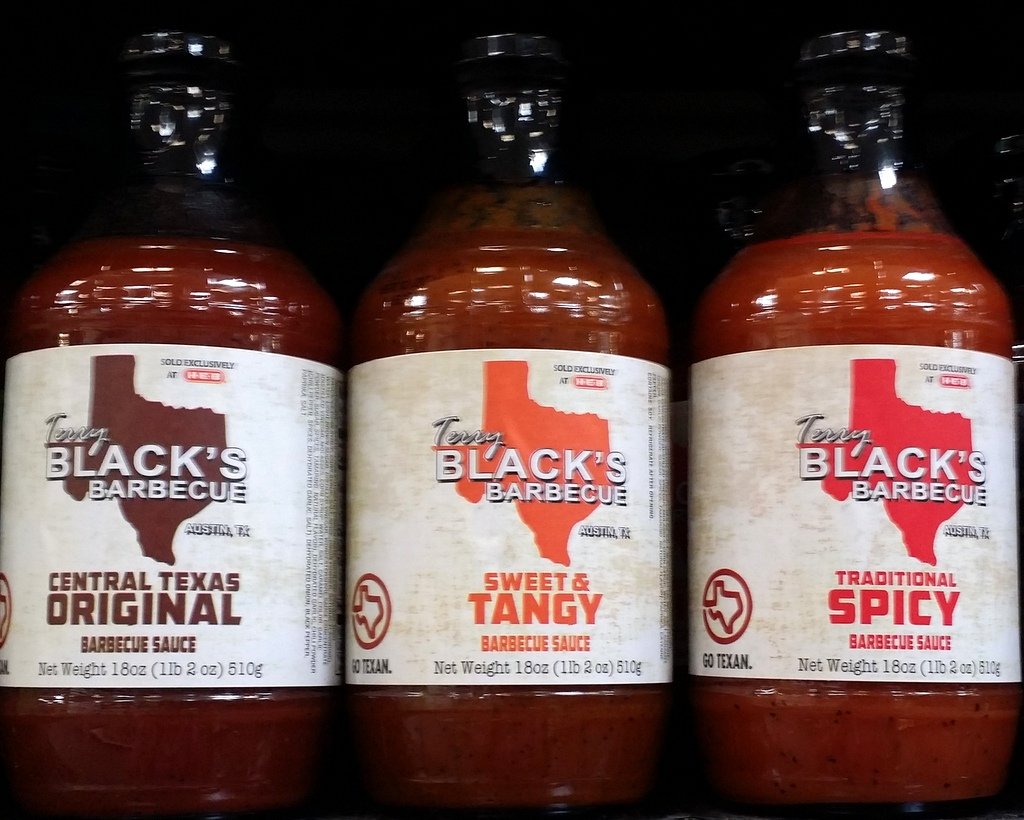 SOLD EXCLUSIVELY
AT H-E-B
Terry
BLACK'S
BARBECUE
AUSTIN, TX
CENTRAL TEXAS
ORIGINAL
BARBECUE SAUCE
Net Weight 18oz (1lb 2 oz) 510g
SOLD EXCLUSIVELY
AT H-E-B
Terry
BLACK'S
BARBECUE
AUSTIN, TX
SWEET &
TANGY
BARBECUE SAUCE
Net Weight 18oz (1lb 2 oz) 510g
GO TEXAN.
SOLD EXCLUSIVELY
AT H-E-B
Terry
BLACK'S
BARBECUE
AUSTIN, TX
TRADITIONAL
SPICY
BARBECUE SAUCE
Net Weight 18oz (1lb 2 oz) 510g
GO TEXAN.